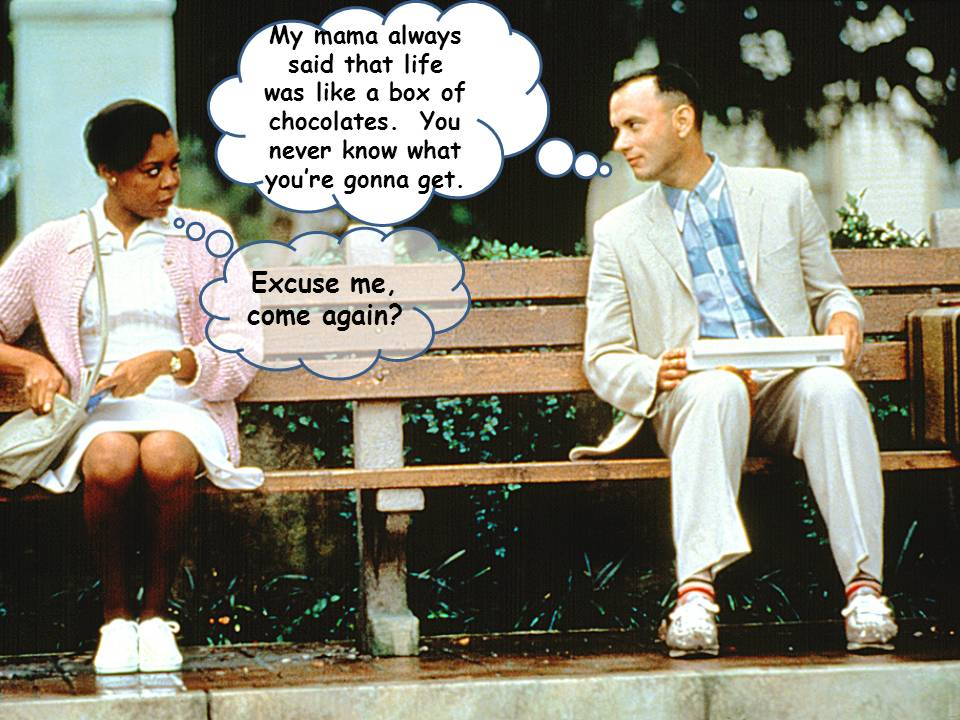 My mama always
said that life
was like a box of
chocolates.  You
never know what
you’re gonna get.
Excuse me,
come again?